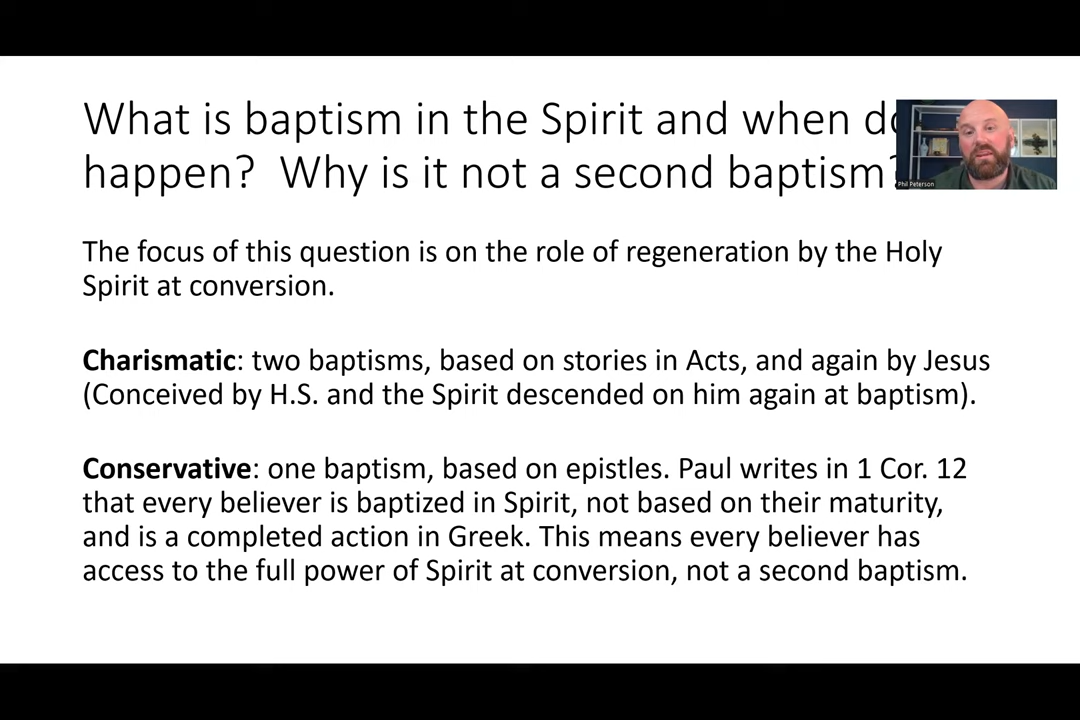 What is baptism in the Spirit and when
happen? Why is it not a second baptism?
Phil Peterson
The focus of this question is on the role of regeneration by the Holy
Spirit at conversion.
Charismatic: two baptisms, based on stories in Acts, and again by Jesus
(Conceived by H.S. and the Spirit descended on him again at baptism).
Conservative: one baptism, based on epistles. Paul writes in 1 Cor. 12
that every believer is baptized in Spirit, not based on their maturity,
and is a completed action in Greek. This means every believer has
access to the full power of Spirit at conversion, not a second baptism.